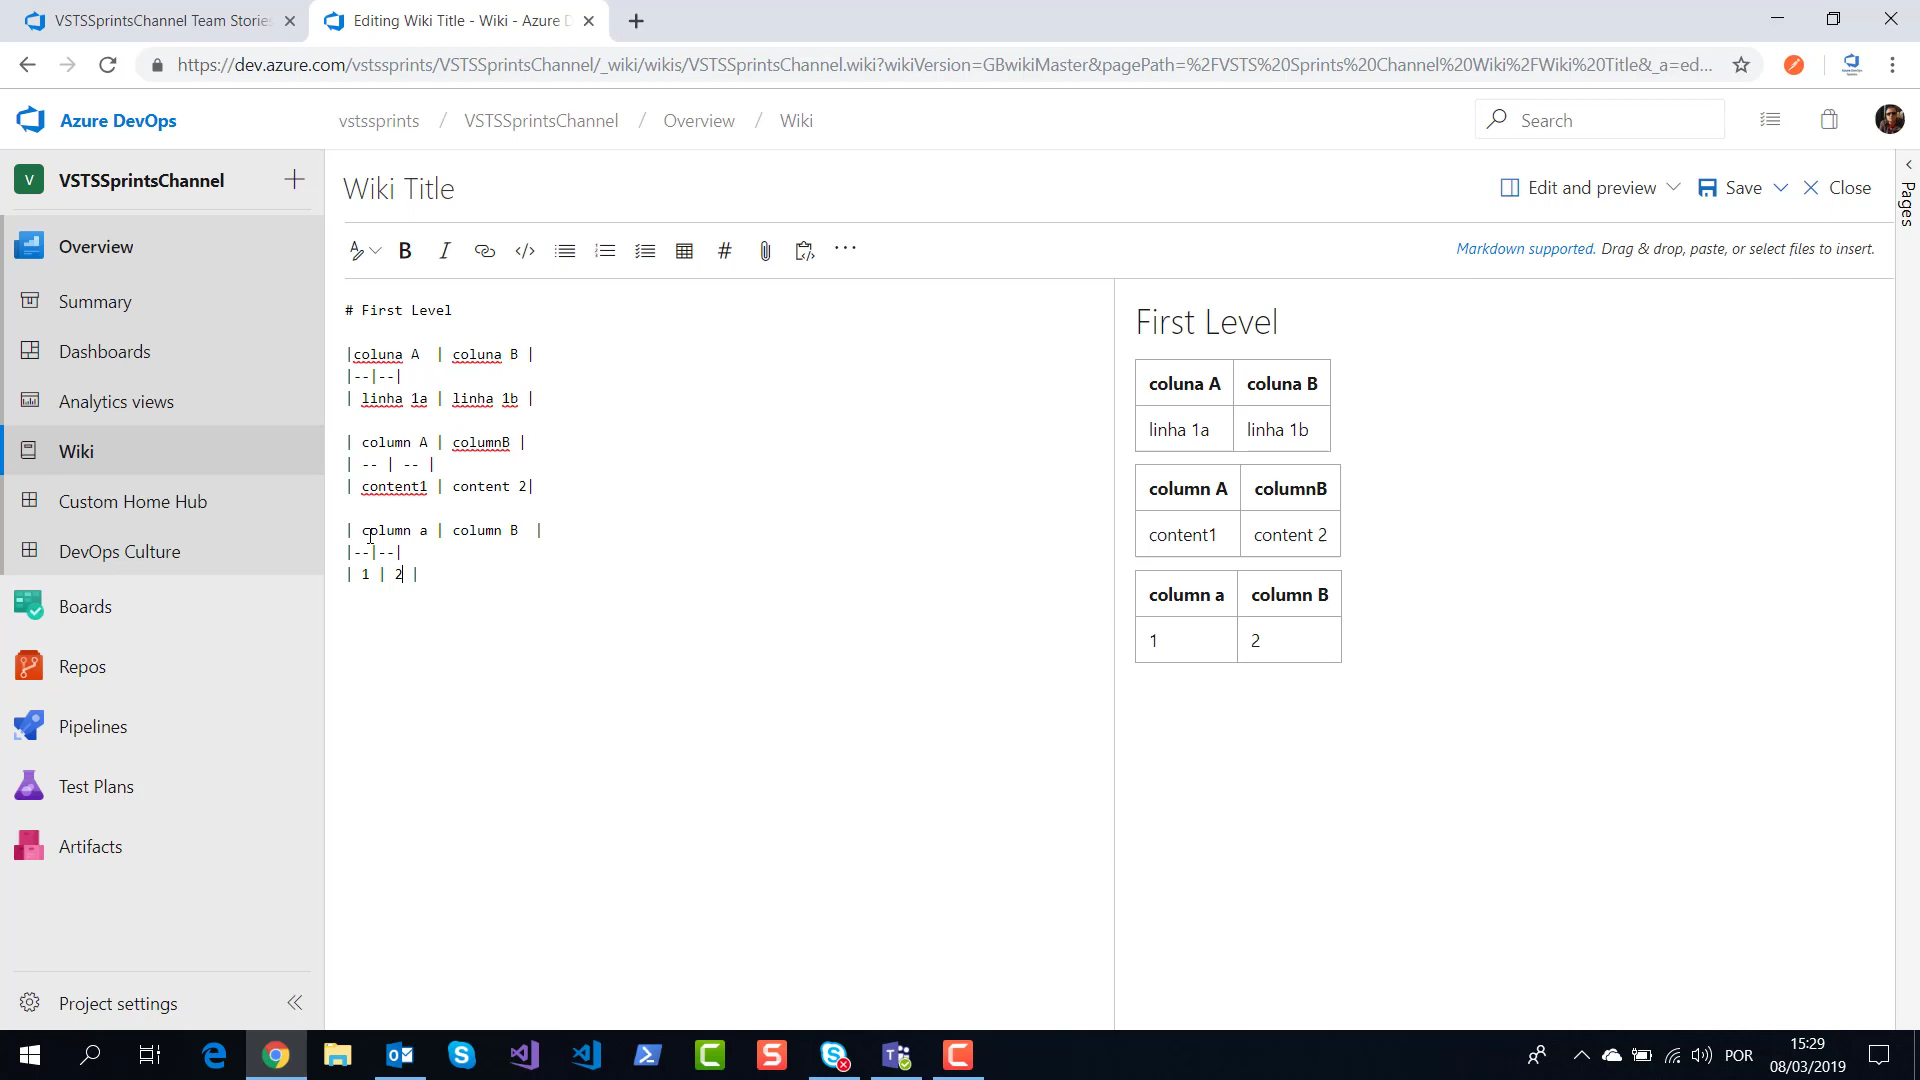 VSTSSprintsChannel Team Stories
Editing Wiki Title - Wiki - Azure D
https://dev.azure.com/vstssprints/VSTSSprintsChannel/_wiki/wikis/VSTSSprintsChannel.wiki?wikiVersion=GBwikiMaster&pagePath=%2FVSTS%20Sprints%20Channel%20Wiki%2FWiki%20Title&_a=ed...
Azure DevOps
vstssprints / VSTSSprintsChannel / Overview / Wiki
Search
V VSTSSprintsChannel
Overview
Summary
Dashboards
Analytics views
Wiki
Custom Home Hub
DevOps Culture
Boards
Repos
Pipelines
Test Plans
Artifacts
Project settings
Wiki Title
Edit and preview
Save
Close
Pages
B I </> #
Markdown supported. Drag & drop, paste, or select files to insert.
# First Level
|coluna A  | coluna B |
|--|--|
| linha 1a | linha 1b |
| column A | columnB |
| -- | -- |
| content1 | content 2|
| column a | column B  |
|--|--|
| 1 | 2 |
First Level
coluna A coluna B
linha 1a linha 1b
column A columnB
content1 content 2
column a column B
1 2
POR
15:29
08/03/2019